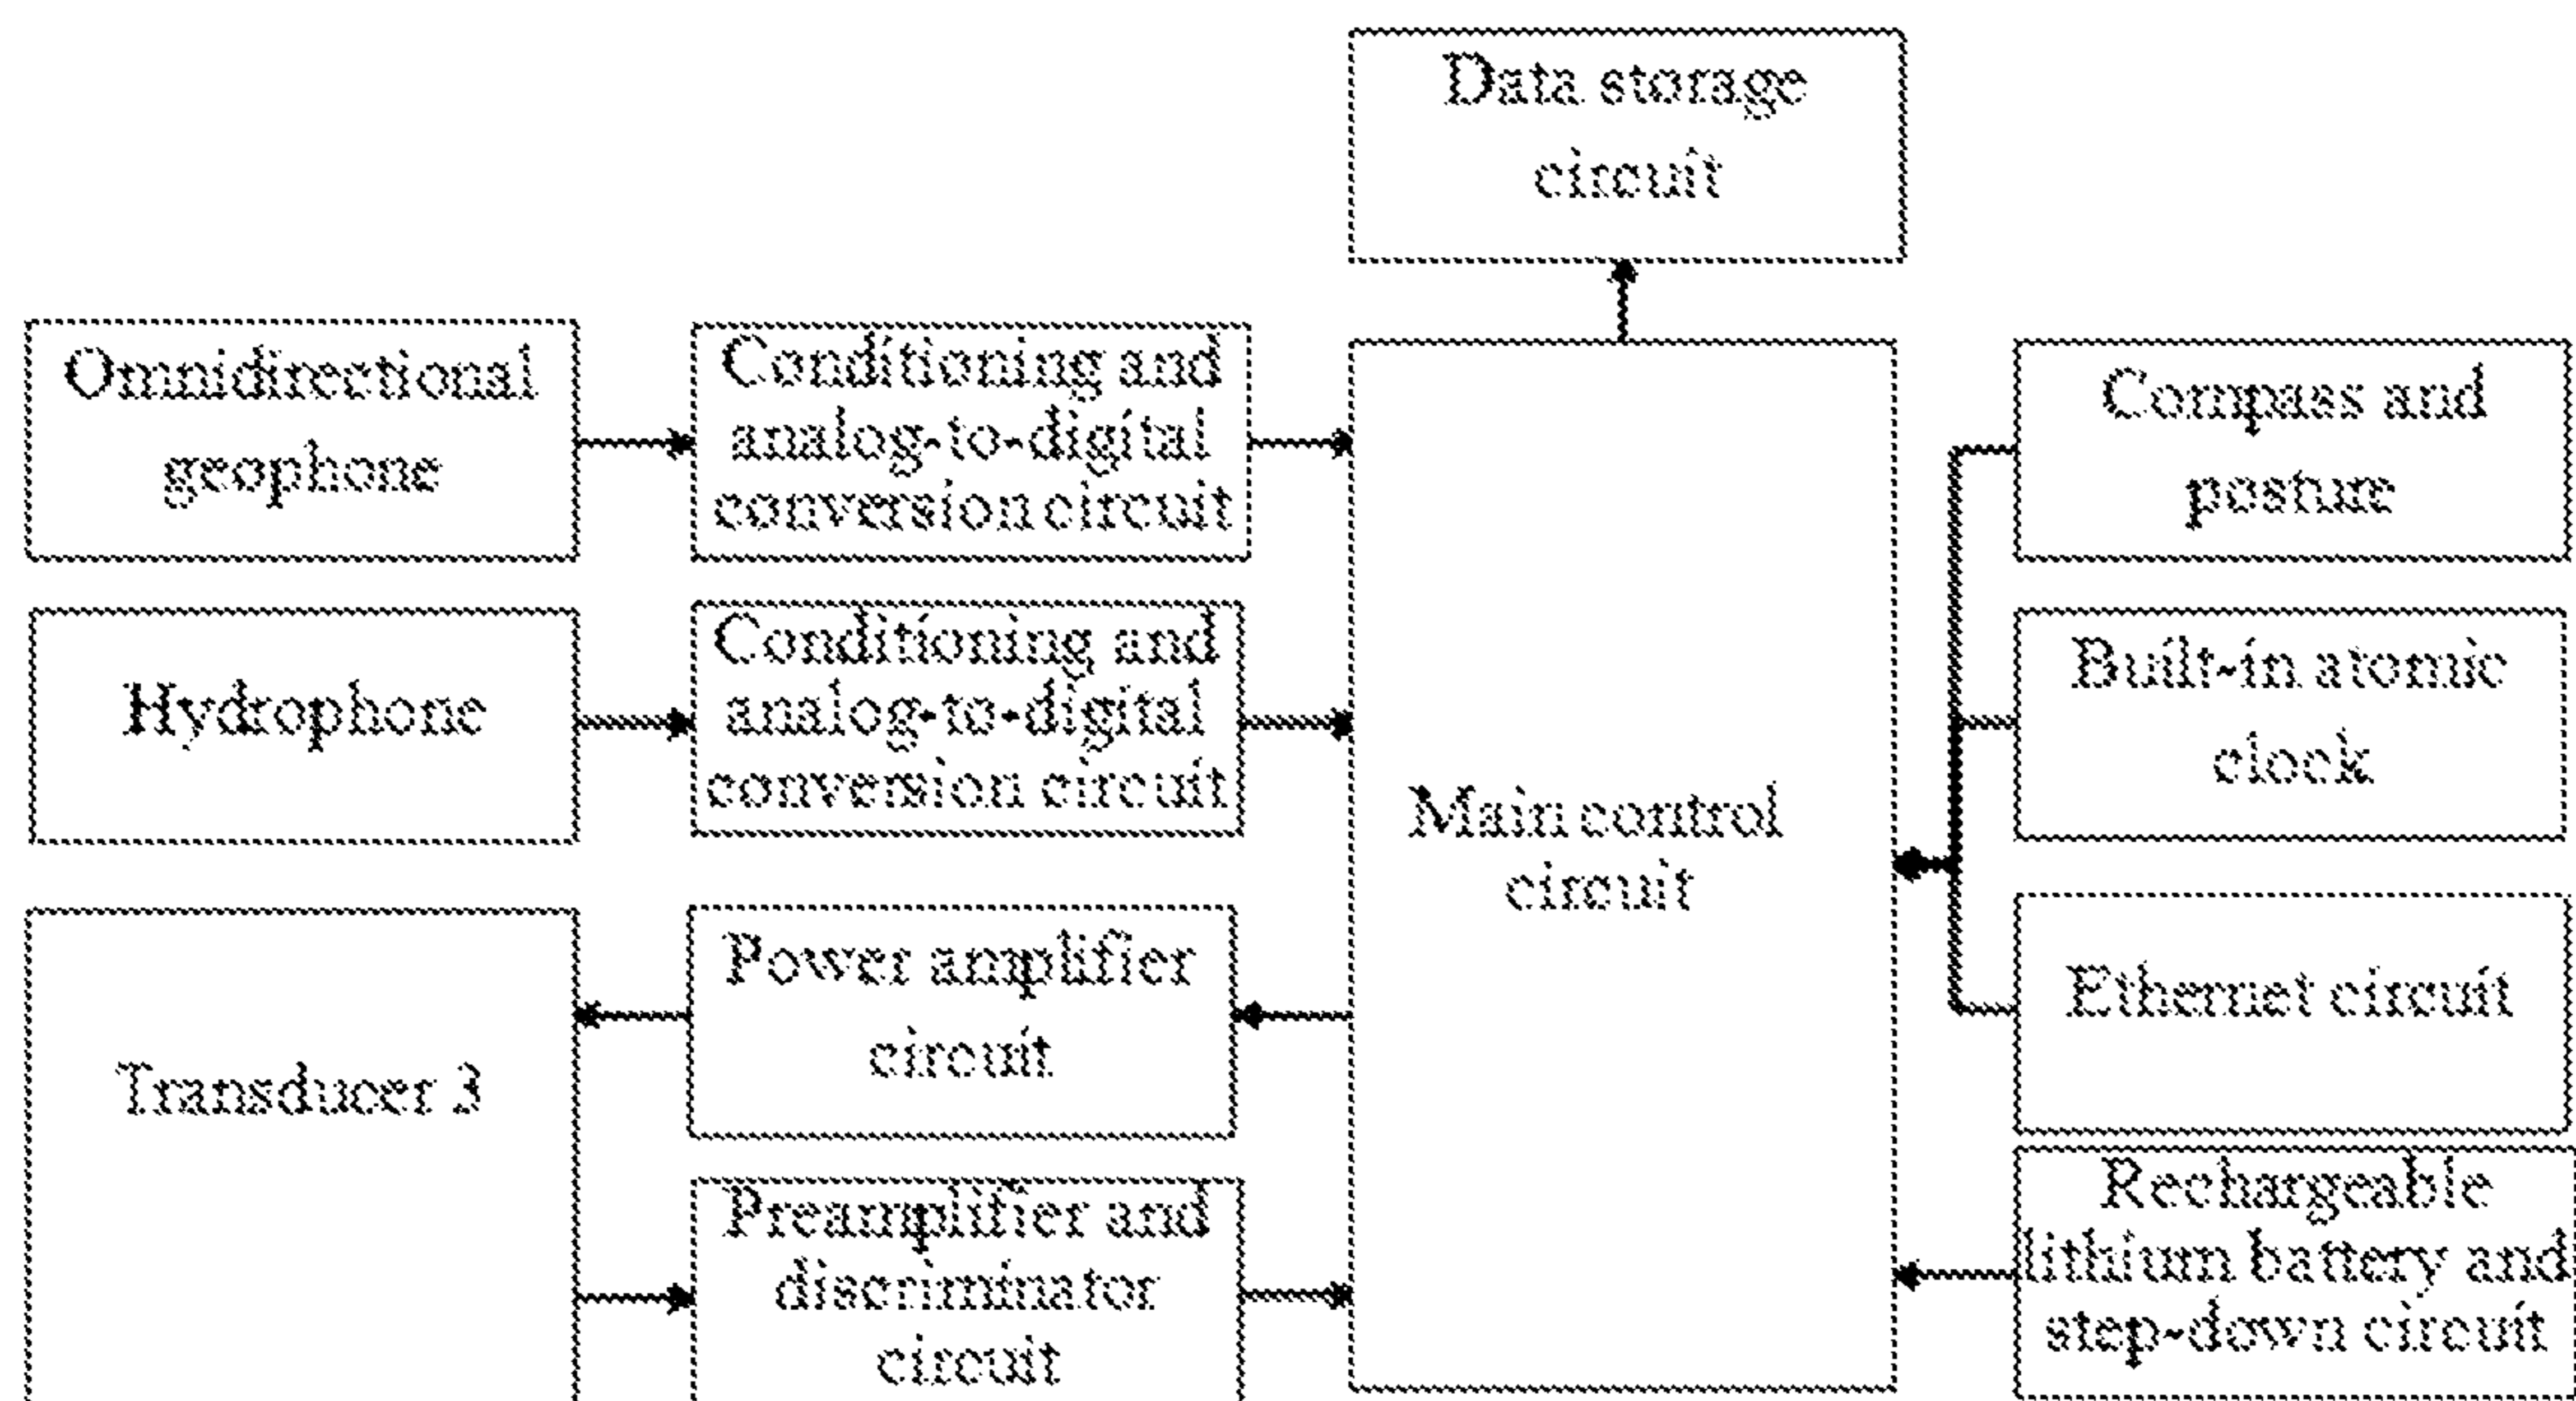 Data storage
circuit
Omnidirectional
geophone
Conditioning and
analog-to-digital
conversion circuit
Compass and
posture
Hydrophone
Conditioning and
analog-to-digital
conversion circuit
Main control
circuit
Built-in atomic
clock
Transducer 3
Power amplifier
circuit
Ethernet circuit
Preamplifier and
discriminator
circuit
Rechargeable
lithium battery and
step-down circuit